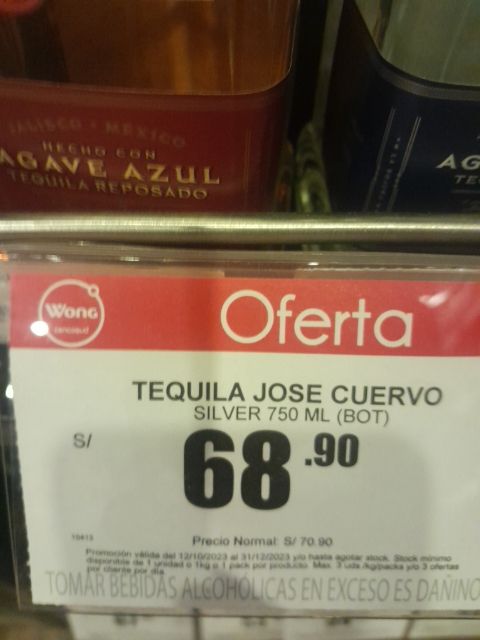 JALISCO • MÉXICO
HECHO CON
AGAVE AZUL
TEQUILA REPOSADO
AG
TE
Wong
cencosud
Oferta
TEQUILA JOSE CUERVO
SILVER 750 ML (BOT)
S/ 68.90
10413
Precio Normal: S/ 70.90
Promoción válida del 12/10/2023 al 31/12/2023 y/o hasta agotar stock. Stock mínimo
disponible de 1 unidad o 1kg o 1 pack por producto. Max. 3 uds /kg/packs y/o 3 ofertas
por cliente por día.
TOMAR BEBIDAS ALCOHÓLICAS EN EXCESO ES DAÑINO